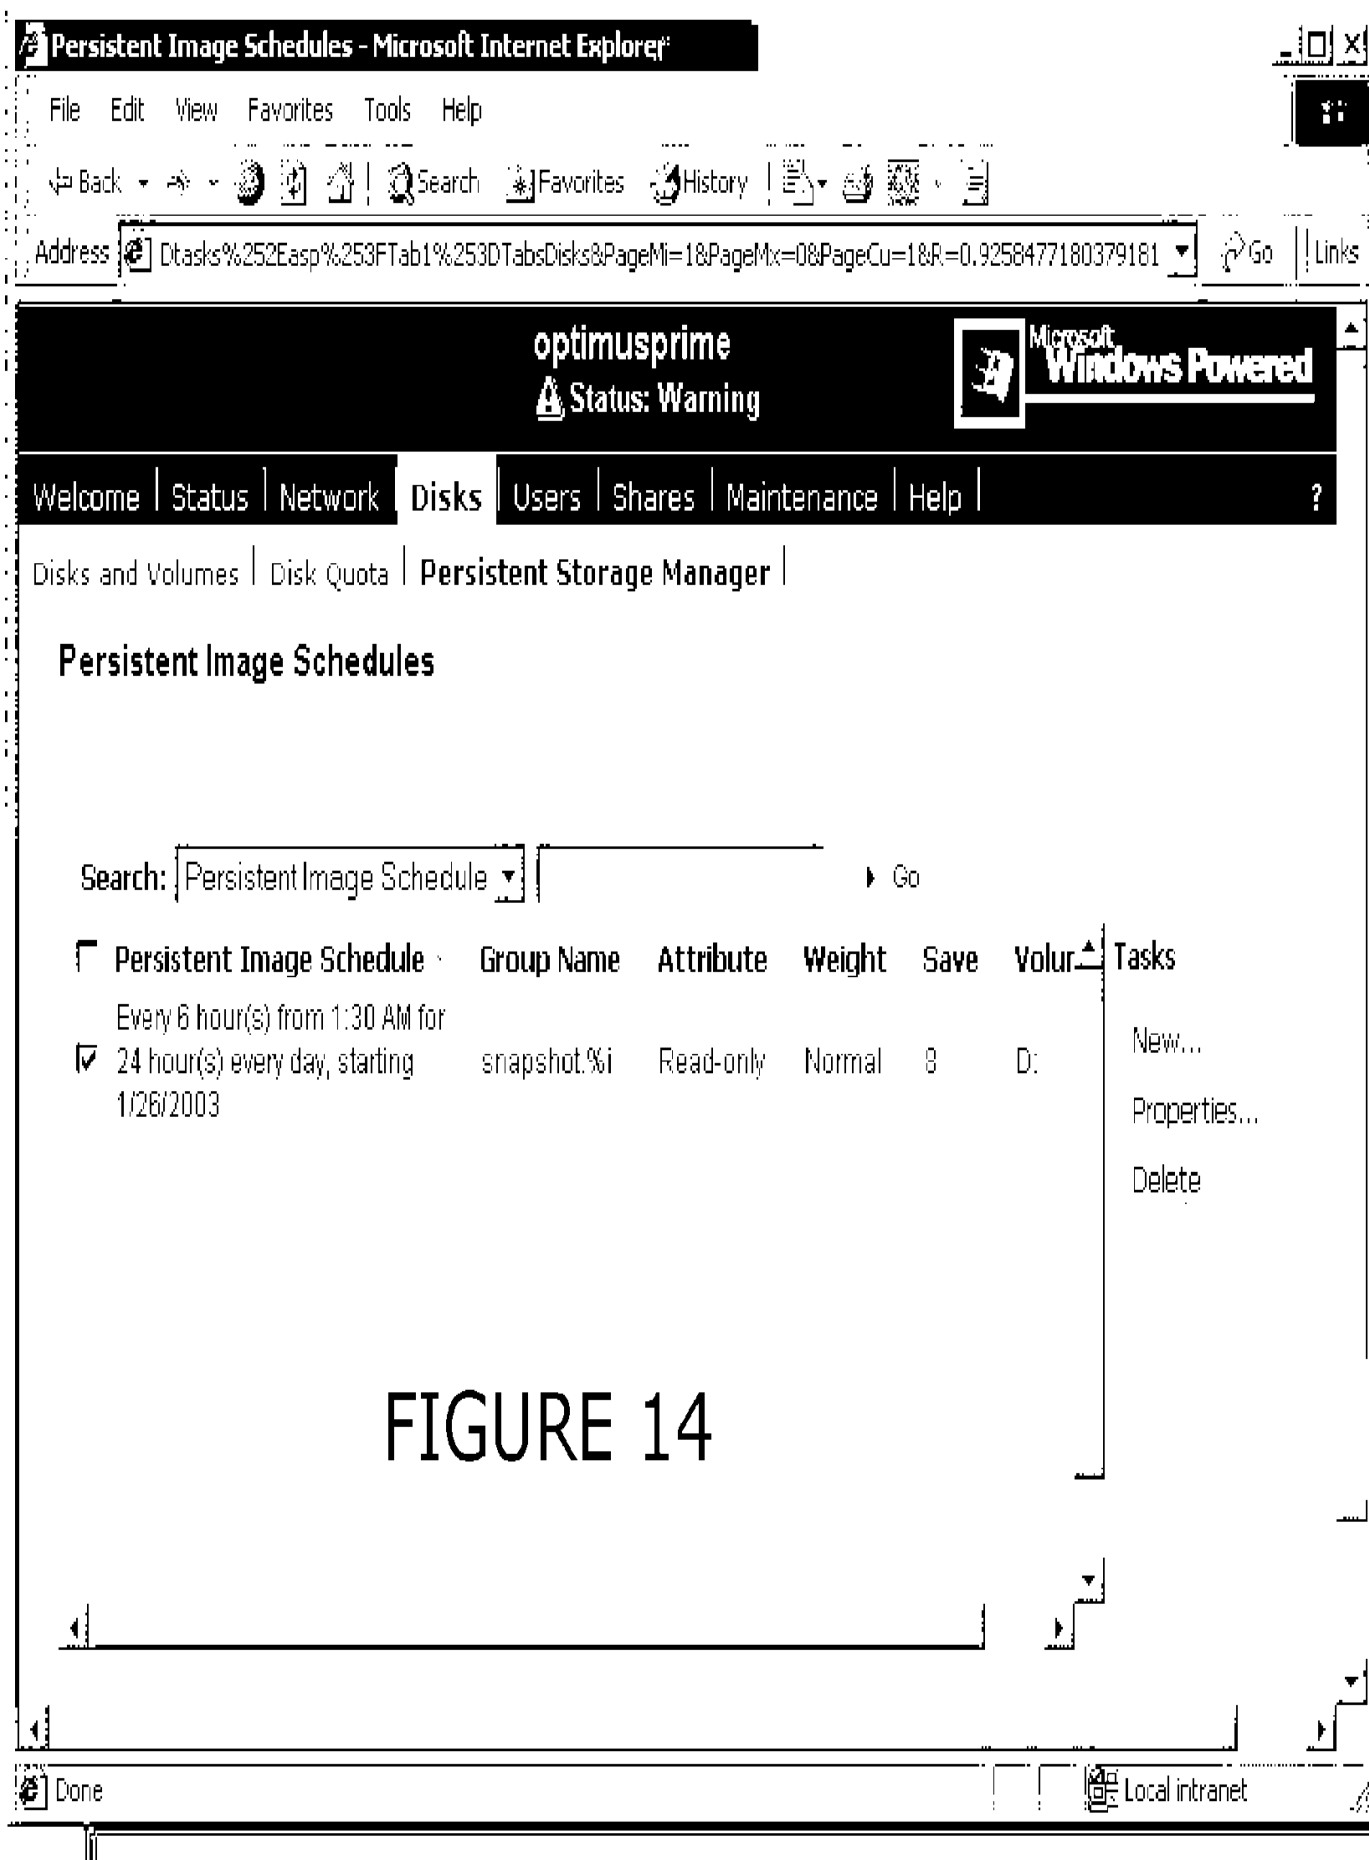 Persistent Image Schedules - Microsoft Internet Explorer
File Edit View Favorites Tools Help
Back Search Favorites History
Address Dtasks%252Easp%253FTab1%253DTabsDisks&PageMi=1&PageMx=0&PageCu=1&R=0.9258477180379181 Go Links
optimusprime
Status: Warning
Microsoft
Windows Powered
Welcome | Status | Network | Disks | Users | Shares | Maintenance | Help | ?
Disks and Volumes | Disk Quota | Persistent Storage Manager |
Persistent Image Schedules
Search: Persistent Image Schedule Go
Persistent Image Schedule Group Name Attribute Weight Save Volur Tasks
Every 6 hour(s) from 1:30 AM for
24 hour(s) every day, starting snapshot.%i Read-only Normal 8 D:
1/26/2003
New...
Properties...
Delete
FIGURE 14
Done Local intranet